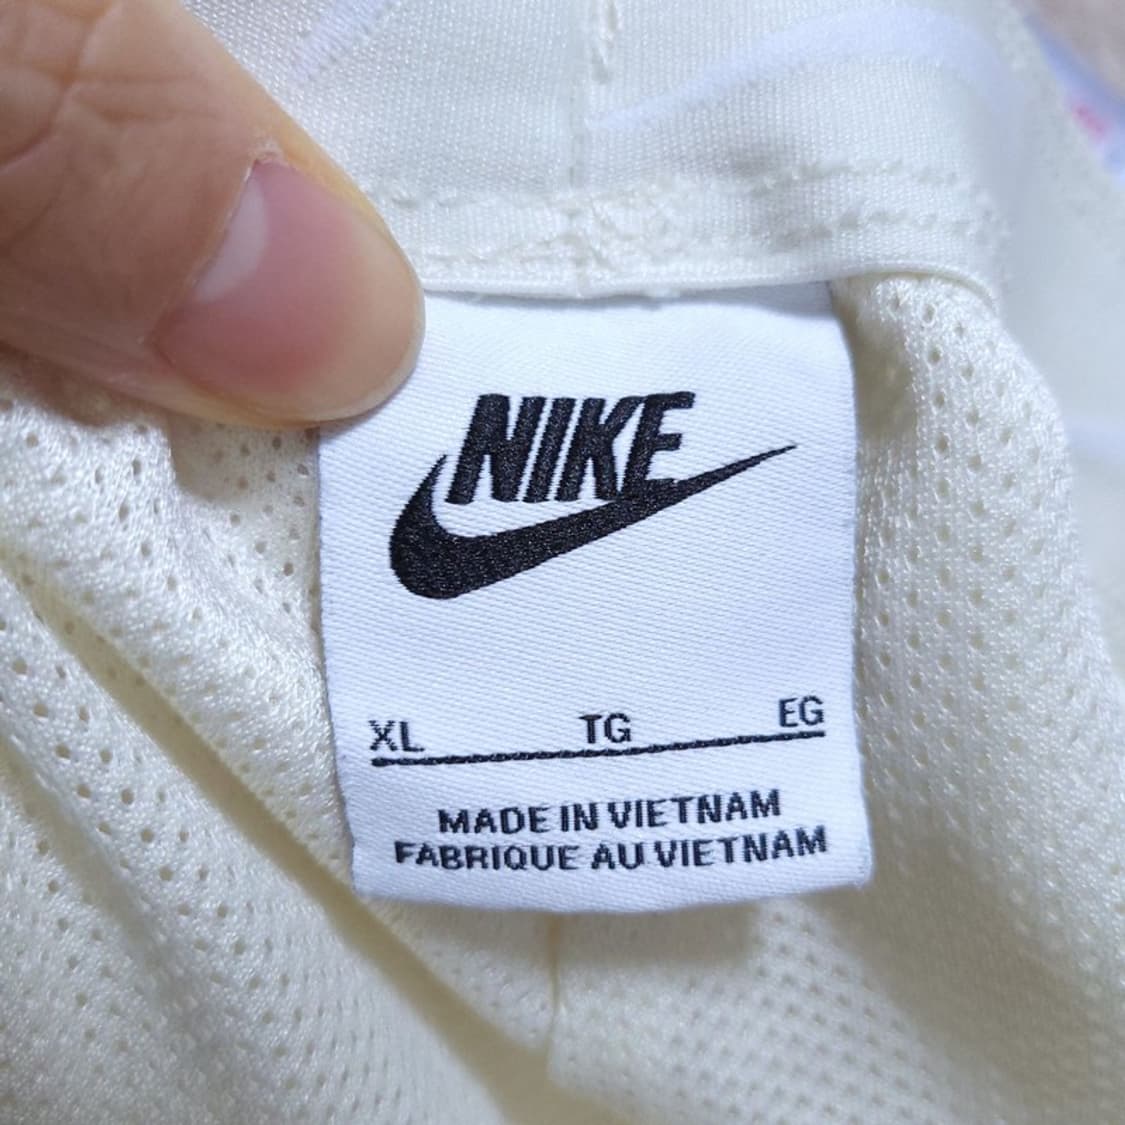 NIKE
XL TG EG
MADE IN VIETNAM
FABRIQUE AU VIETNAM